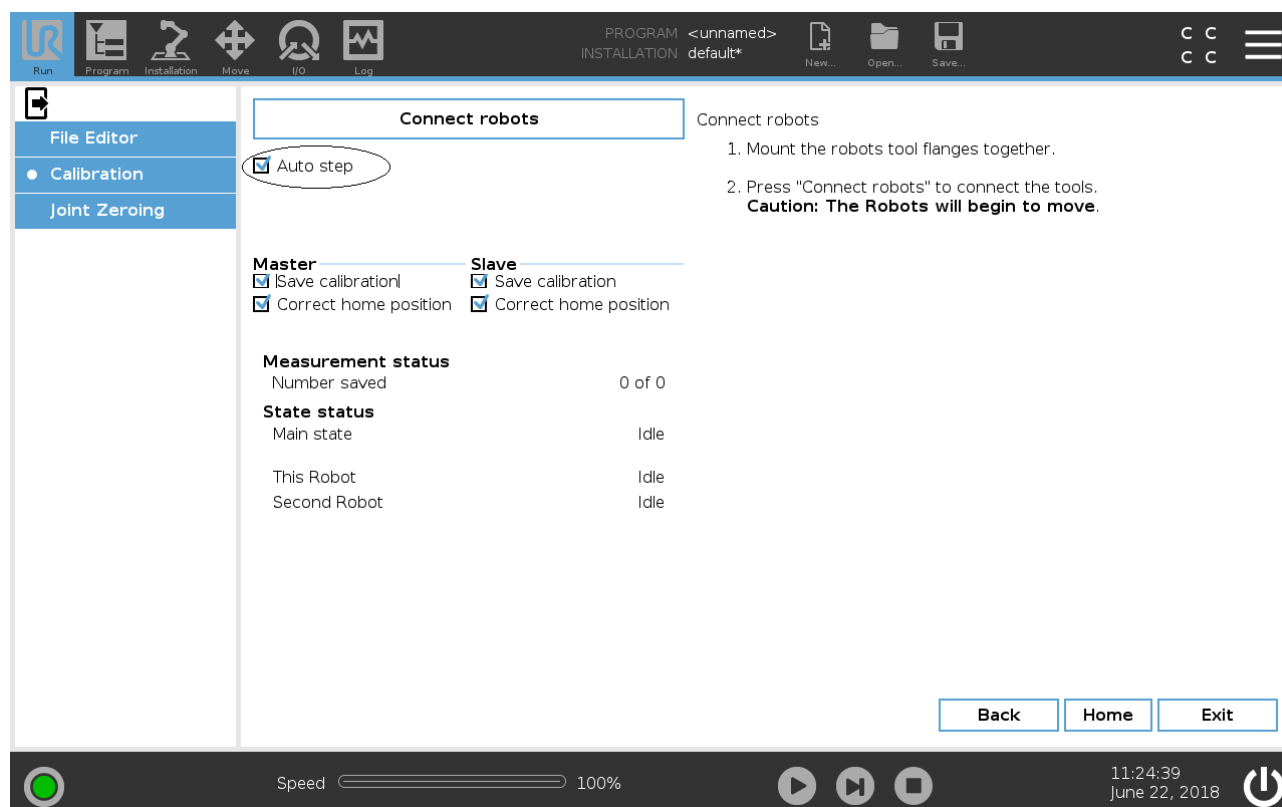 UR
PROGRAM <unnamed>
INSTALLATION default*
C C
C C
Run Program Installation Move I/O Log New... Open... Save...
File Editor
Calibration
Joint Zeroing
Connect robots
Auto step
Master Slave
Save calibration Save calibration
Correct home position Correct home position
Measurement status
Number saved 0 of 0
State status
Main state Idle
This Robot Idle
Second Robot Idle
Connect robots
1. Mount the robots tool flanges together.
2. Press "Connect robots" to connect the tools.
Caution: The Robots will begin to move.
Back Home Exit
Speed 100%
11:24:39
June 22, 2018